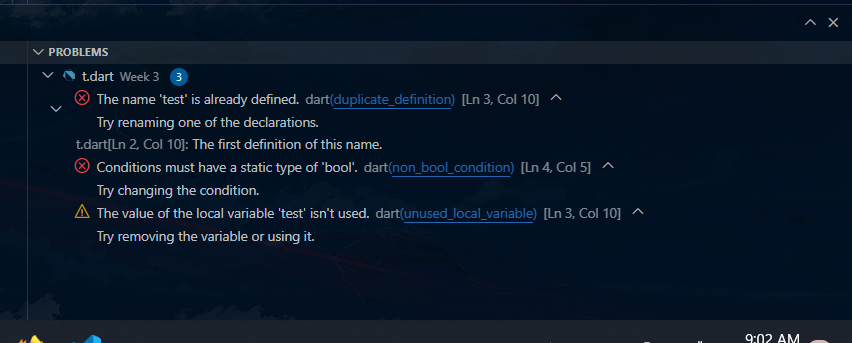 PROBLEMS
t.dart Week 3 3
The name 'test' is already defined. dart(duplicate_definition) [Ln 3, Col 10]
Try renaming one of the declarations.
t.dart[Ln 2, Col 10]: The first definition of this name.
Conditions must have a static type of 'bool'. dart(non_bool_condition) [Ln 4, Col 5]
Try changing the condition.
The value of the local variable 'test' isn't used. dart(unused_local_variable) [Ln 3, Col 10]
Try removing the variable or using it.
9:02 AM